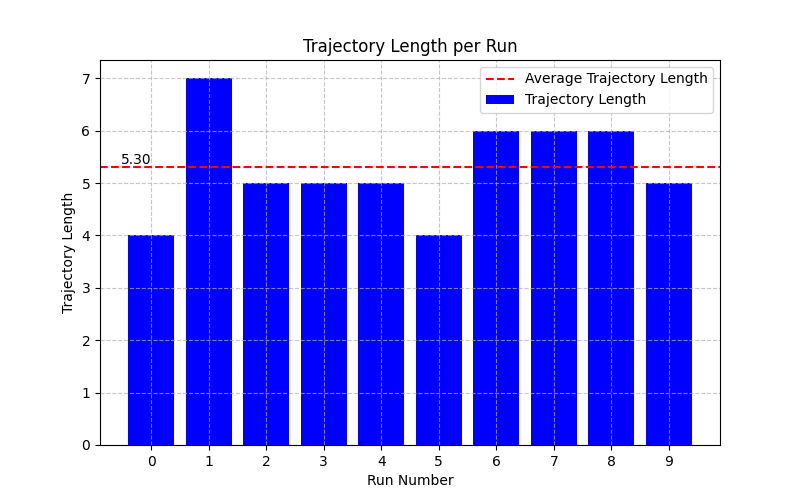 Trajectory Length per Run
Average Trajectory Length
Trajectory Length
7
6
5.30
5
4
3
2
1
0
Trajectory Length
0 1 2 3 4 5 6 7 8 9
Run Number